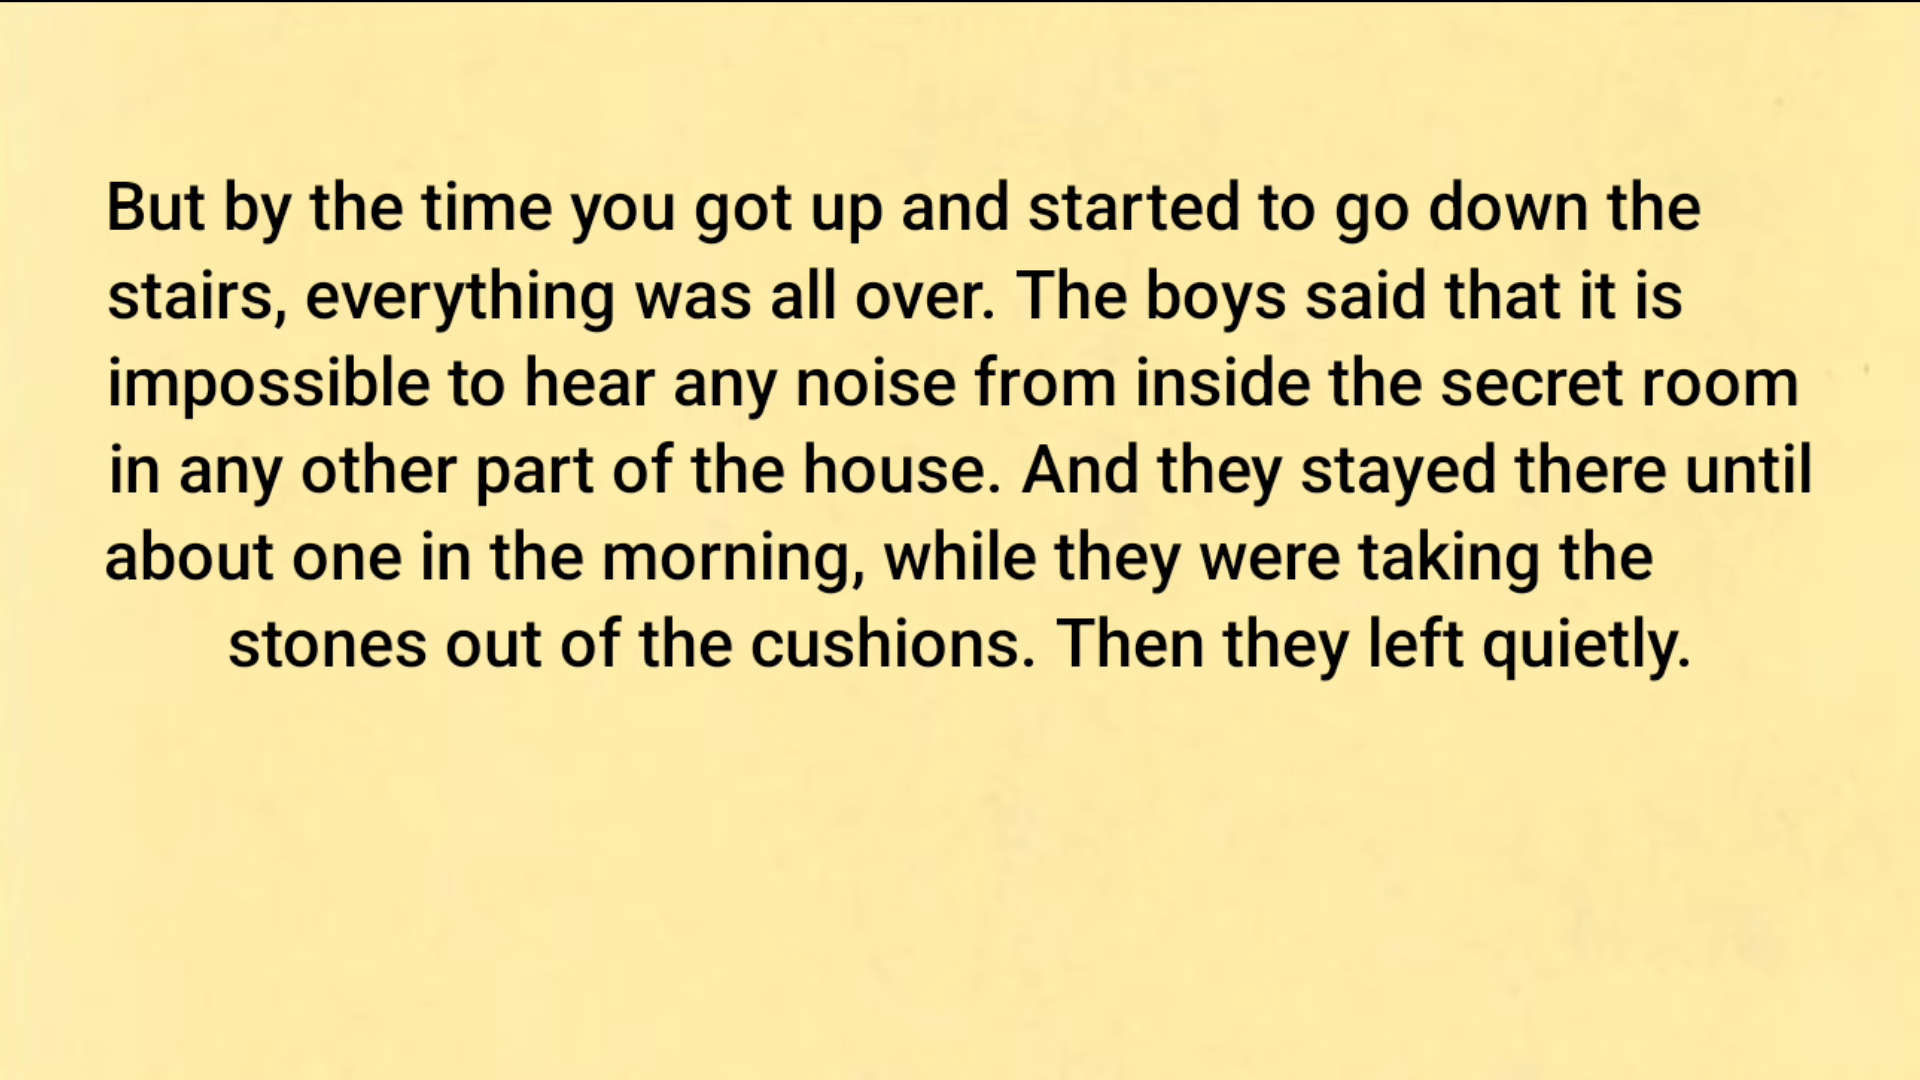 But by the time you got up and started to go down the
stairs, everything was all over. The boys said that it is
impossible to hear any noise from inside the secret room
in any other part of the house. And they stayed there until
about one in the morning, while they were taking the
stones out of the cushions. Then they left quietly.